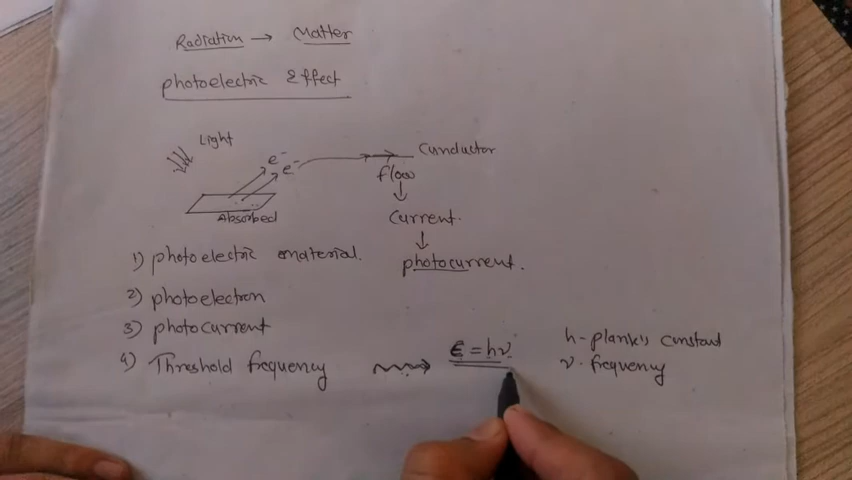 Radiation → Matter
photoelectric Effect
Light
e⁻
e⁻
Cunductor
flow
↓
Absorbed
Current.
↓
1) photoelectric material.
photocurrent.
2) photoelectron
3) photocurrent
4) Threshold frequency
E = hν
h-plank's constant
ν. frequency